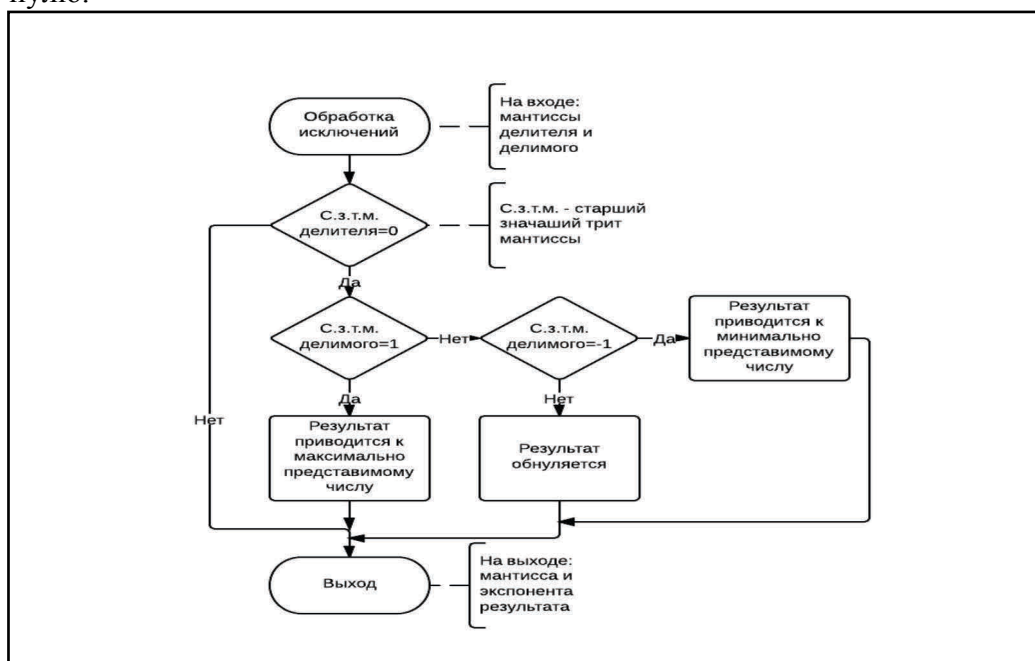 нулю.
Обработка
исключений
На входе:
мантиссы
делителя и
делимого
С.з.т.м.
делителя=0
С.з.т.м. - старший
значаший трит
мантиссы
Да
С.з.т.м.
делимого=1
Нет
С.з.т.м.
делимого=-1
Да
Результат
приводится к
минимально
представимому
числу
Да
Нет
Нет
Результат
приводится к
максимально
представимому
числу
Результат
обнуляется
Выход
На выходе:
мантисса и
экспонента
результата